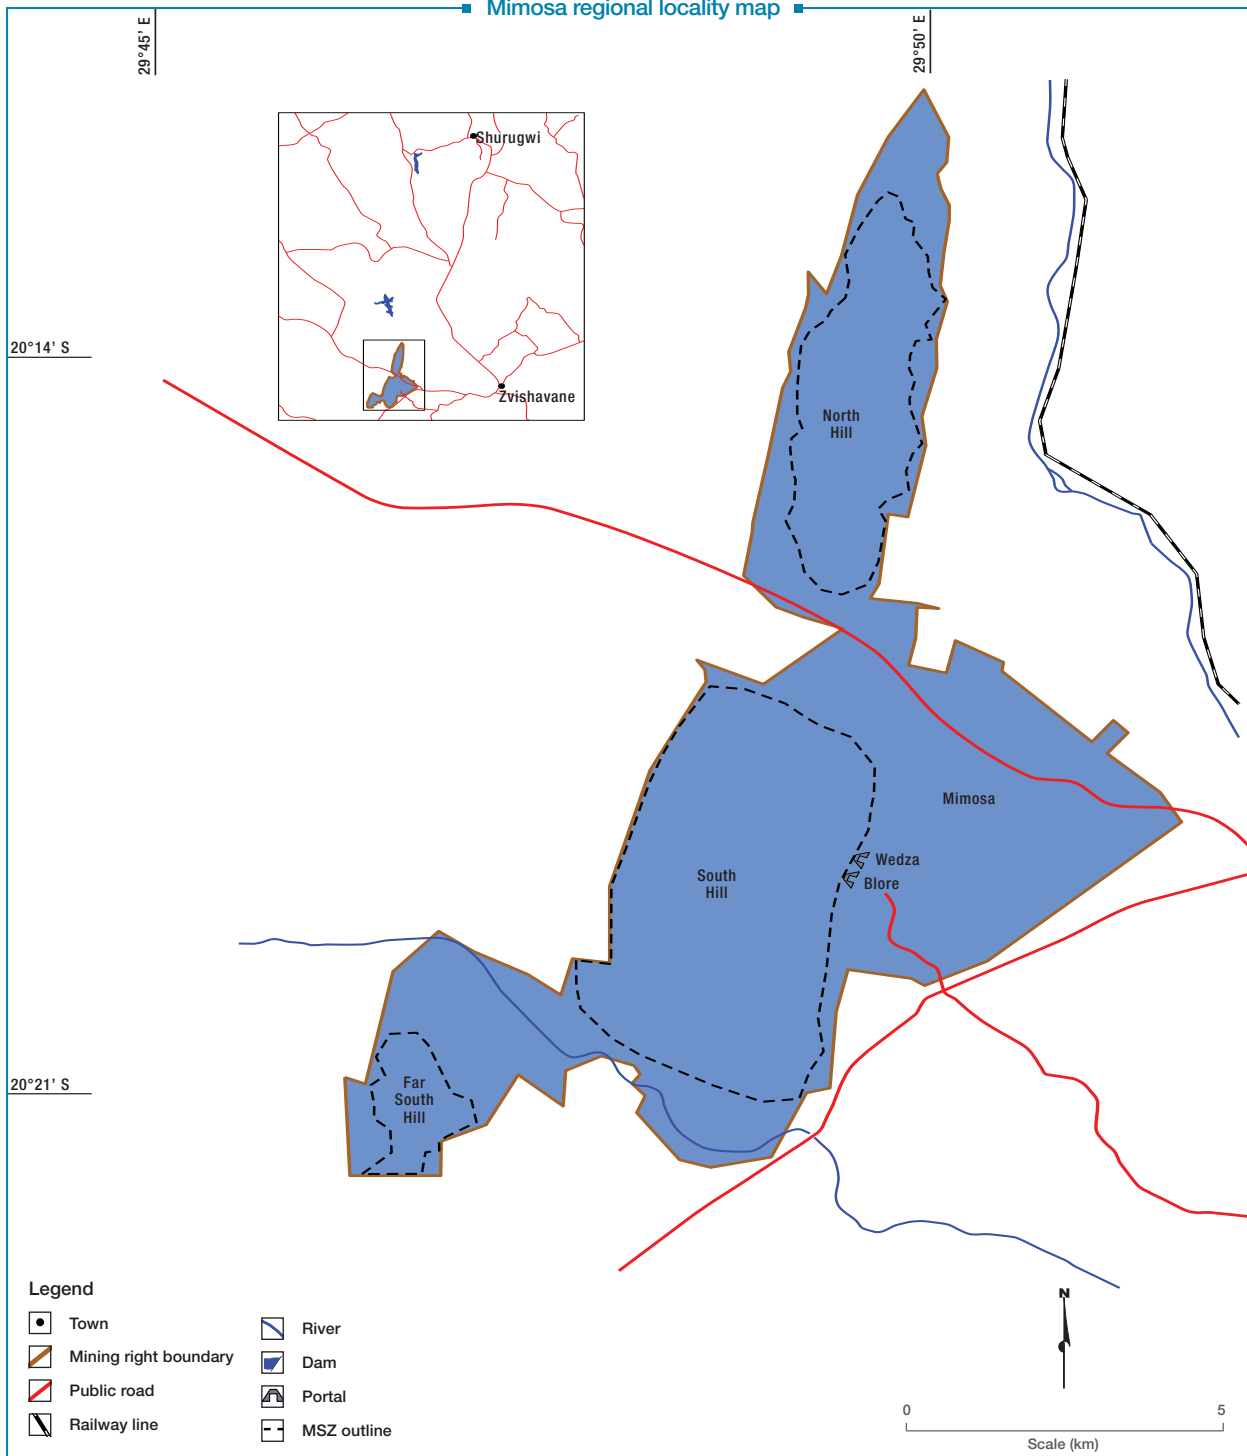 Mimosa regional locality map
29°45' E
29°50' E
Shurugwi
Zvishavane
20°14' S
North
Hill
Mimosa
Wedza
South
Hill
Blore
20°21' S
Far
South
Hill
Legend
Town
Mining right boundary
Public road
Railway line
River
Dam
Portal
MSZ outline
N
0 5
Scale (km)